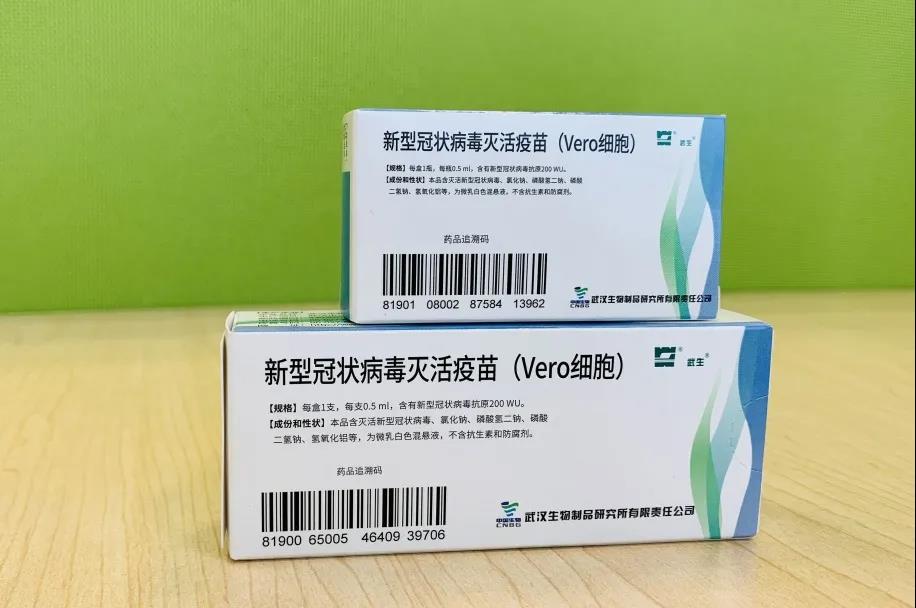 新型冠状病毒灭活疫苗（Vero细胞）
武生®
【规格】每盒1瓶，每瓶0.5 ml，含有新型冠状病毒抗原200 WU。
【成份和性状】本品含灭活新型冠状病毒、氯化钠、磷酸氢二钠、磷酸
二氢钠、氢氧化铝等，为微乳白色混悬液，不含抗生素和防腐剂。
药品追溯码
81901 08002 87584 13962
中国生物
CNBG
武汉生物制品研究所有限责任公司
新型冠状病毒灭活疫苗（Vero细胞）
武生®
【规格】每盒1支，每支0.5 ml，含有新型冠状病毒抗原200 WU。
【成份和性状】本品含灭活新型冠状病毒、氯化钠、磷酸氢二钠、磷酸
二氢钠、氢氧化铝等，为微乳白色混悬液，不含抗生素和防腐剂。
药品追溯码
81900 65005 46409 39706
中国生物
CNBG
武汉生物制品研究所有限责任公司